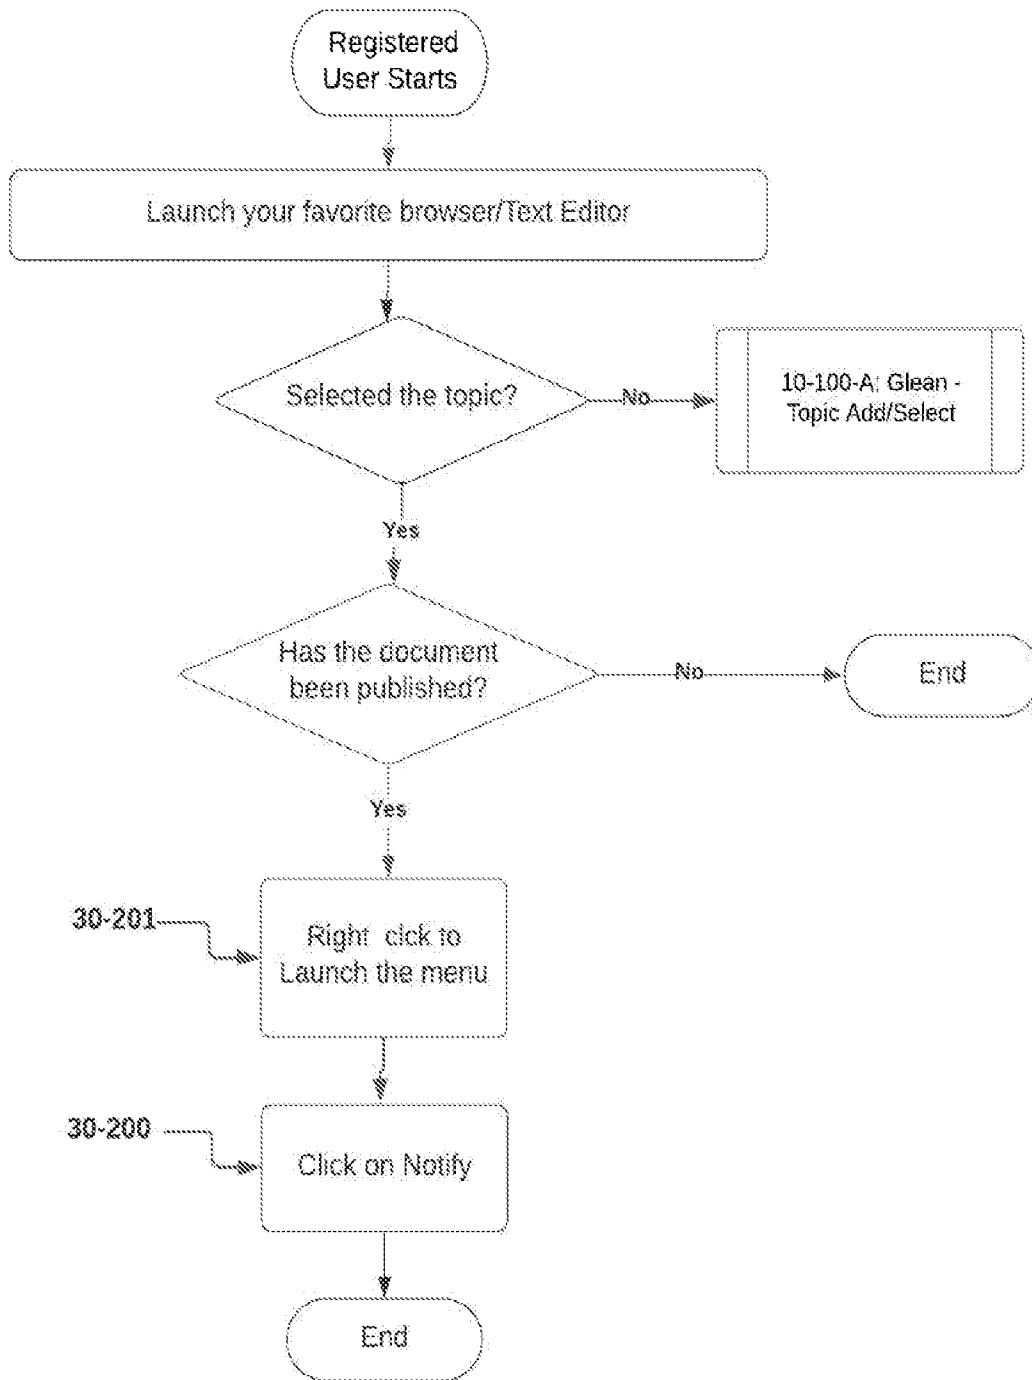 Registered
User Starts
Launch your favorite browser/Text Editor
Selected the topic?
No
10-100-A: Glean -
Topic Add/Select
Yes
Has the document
been published?
No
End
Yes
30-201
Right cick to
Launch the menu
30-200
Click on Notify
End